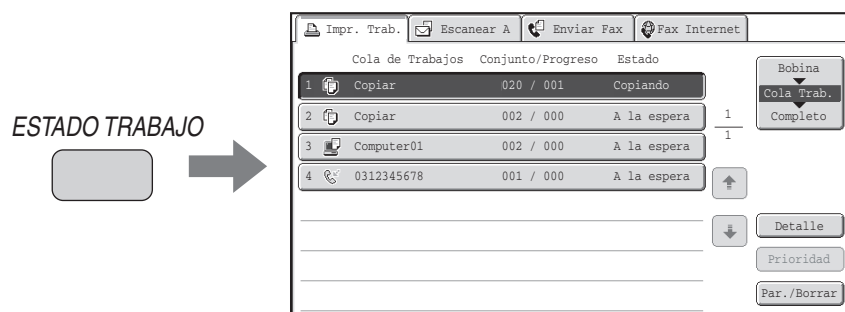 ESTADO TRABAJO
Impr. Trab. Escanear A Enviar Fax Fax Internet
Cola de Trabajos Conjunto/Progreso Estado
1 Copiar 020 / 001 Copiando
2 Copiar 002 / 000 A la espera
3 Computer01 002 / 000 A la espera
4 0312345678 001 / 000 A la espera
1
1
Bobina
Cola Trab.
Completo
Detalle
Prioridad
Par./Borrar